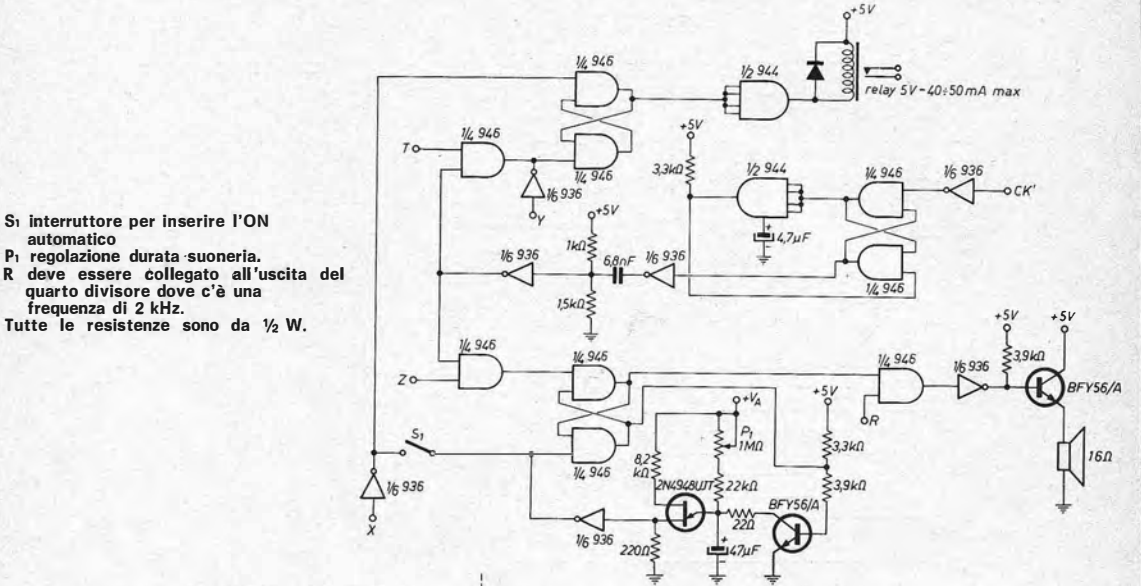 S1 interruttore per inserire l'ON
automatico
P1 regolazione durata suoneria.
R deve essere collegato all'uscita del
quarto divisore dove c'è una
frequenza di 2 kHz.
Tutte le resistenze sono da ½ W.
+5V
relay 5V - 40÷50mA max
1/4 946
1/2 944
1/4 946
T
1/4 946
1/6 936
Y
+5V
3,3kΩ
1/2 944
4,7µF
+
-
1/4 946
1/6 936
CK'
1/4 946
+5V
1kΩ
1,5kΩ
1/6 936
6,8nF
1/6 936
1/4 946
Z
1/4 946
1/4 946
S1
1/6 936
X
+VA
P1
1MΩ
8,2
kΩ
22kΩ
2N4948UJT
22Ω
1/6 936
220Ω
+
-
47µF
BFY56/A
+5V
3,3kΩ
3,9kΩ
1/4 946
R
1/6 936
+5V
3,9kΩ
+5V
BFY56/A
16Ω